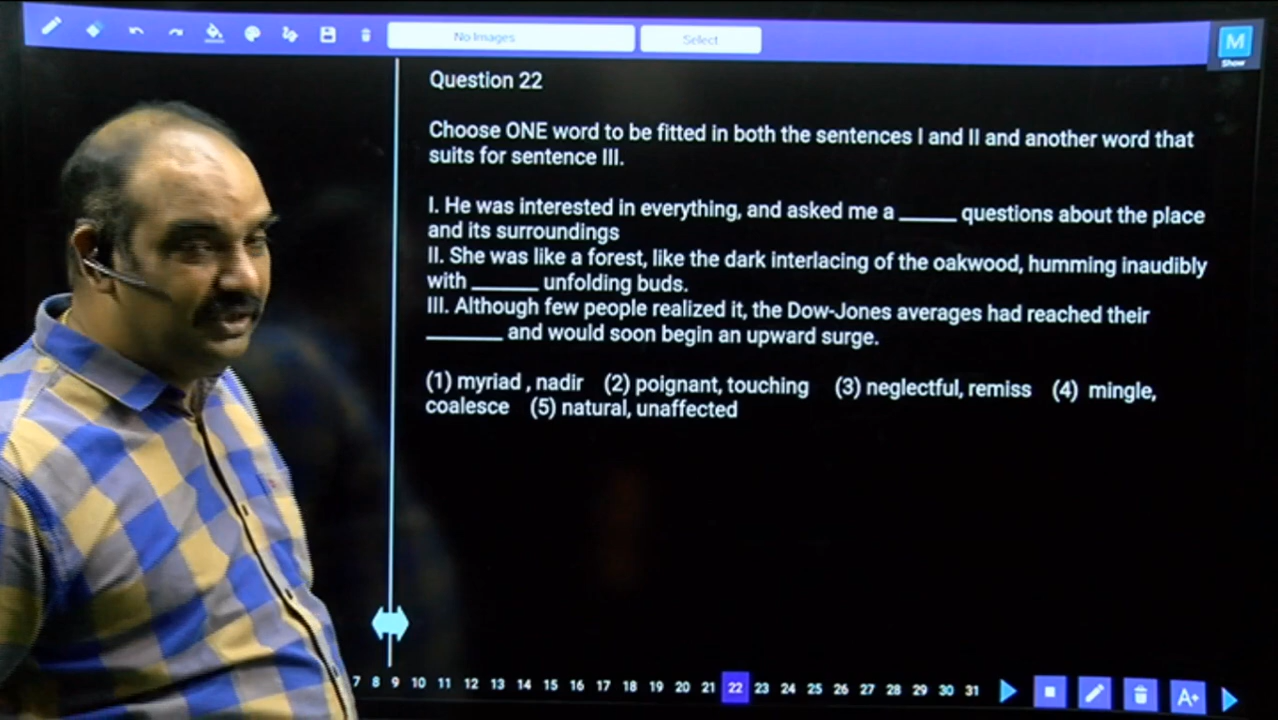 No Images Select M
Show
Question 22
Choose ONE word to be fitted in both the sentences I and II and another word that
suits for sentence III.
I. He was interested in everything, and asked me a _____ questions about the place
and its surroundings
II. She was like a forest, like the dark interlacing of the oakwood, humming inaudibly
with ______ unfolding buds.
III. Although few people realized it, the Dow-Jones averages had reached their
_______ and would soon begin an upward surge.
(1) myriad , nadir (2) poignant, touching (3) neglectful, remiss (4) mingle,
coalesce (5) natural, unaffected
7 8 9 10 11 12 13 14 15 16 17 18 19 20 21 22 23 24 25 26 27 28 29 30 31 A+